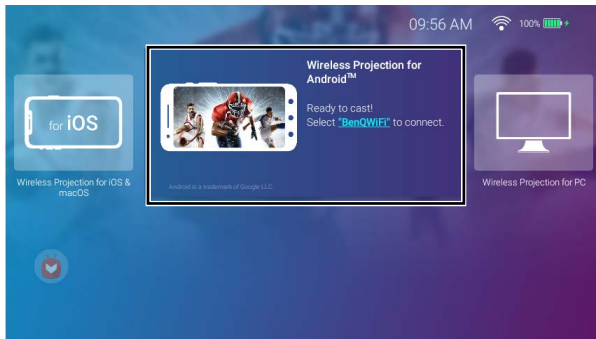 09:56 AM
100%
Wireless Projection for
Android™
Ready to cast!
Select "BenQWiFi" to connect.
Android is a trademark of Google LLC.
for iOS
Wireless Projection for iOS &
macOS
Wireless Projection for PC